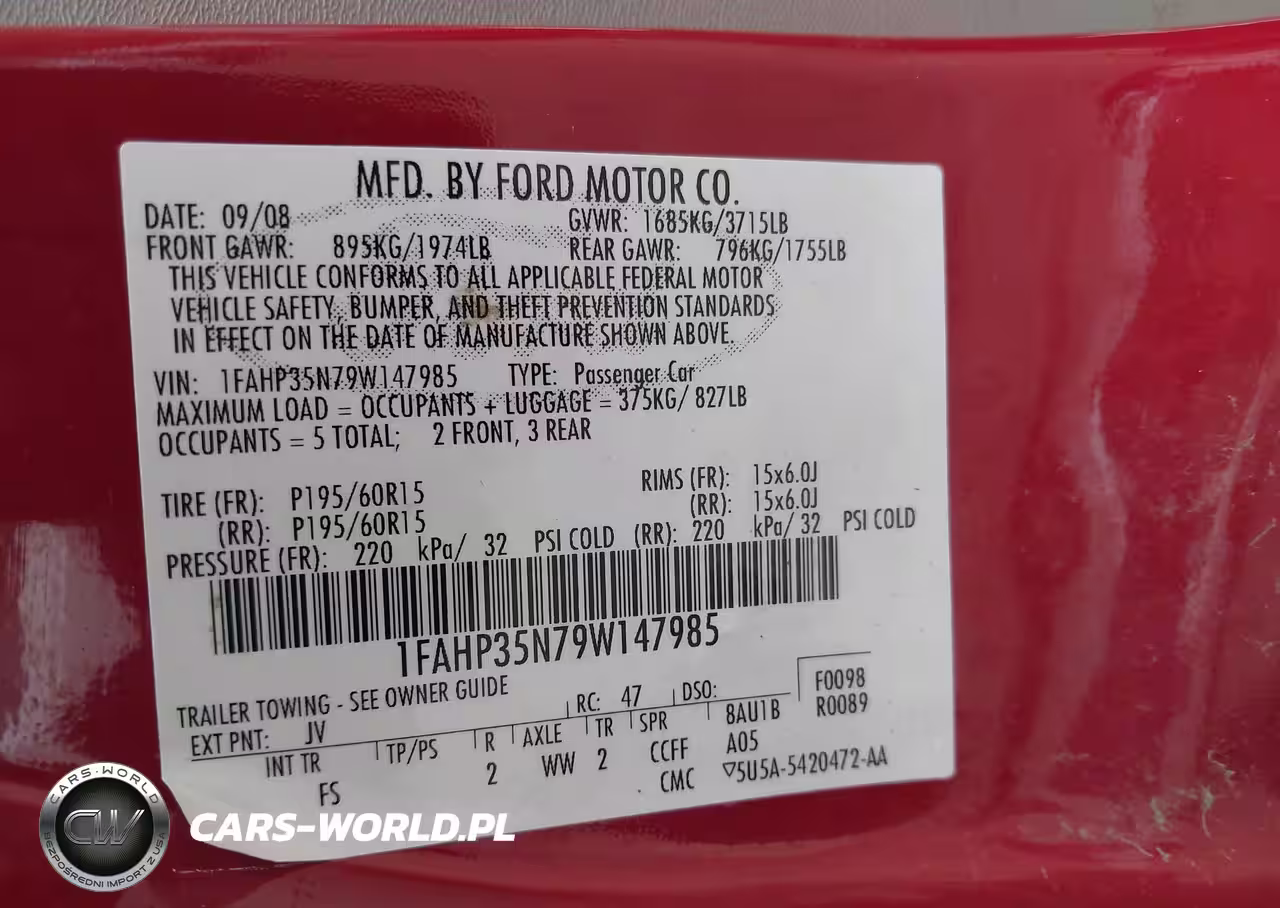 MFD. BY FORD MOTOR CO.
DATE: 09/08 GVWR: 1685KG/3715LB
FRONT GAWR: 895KG/1974LB REAR GAWR: 796KG/1755LB
THIS VEHICLE CONFORMS TO ALL APPLICABLE FEDERAL MOTOR
VEHICLE SAFETY, BUMPER, AND THEFT PREVENTION STANDARDS
IN EFFECT ON THE DATE OF MANUFACTURE SHOWN ABOVE.
VIN: 1FAHP35N79W147985 TYPE: Passenger Car
MAXIMUM LOAD = OCCUPANTS + LUGGAGE = 375KG/ 827LB
OCCUPANTS = 5 TOTAL; 2 FRONT, 3 REAR
TIRE (FR): P195/60R15 RIMS (FR): 15x6.0J
(RR): P195/60R15 (RR): 15x6.0J
PRESSURE (FR): 220 kPa/ 32 PSI COLD (RR): 220 kPa/ 32 PSI COLD
1FAHP35N79W147985
TRAILER TOWING - SEE OWNER GUIDE RC: 47 DSO: F0098
EXT PNT: JV R0089
INT TR TP/PS R AXLE TR SPR 8AU1B
FS 2 WW 2 CCFF A05
CMC ▽5U5A-5420472-AA
CARS-WORLD
CW
BEZPOŚREDNI IMPORT Z USA
CARS-WORLD.PL